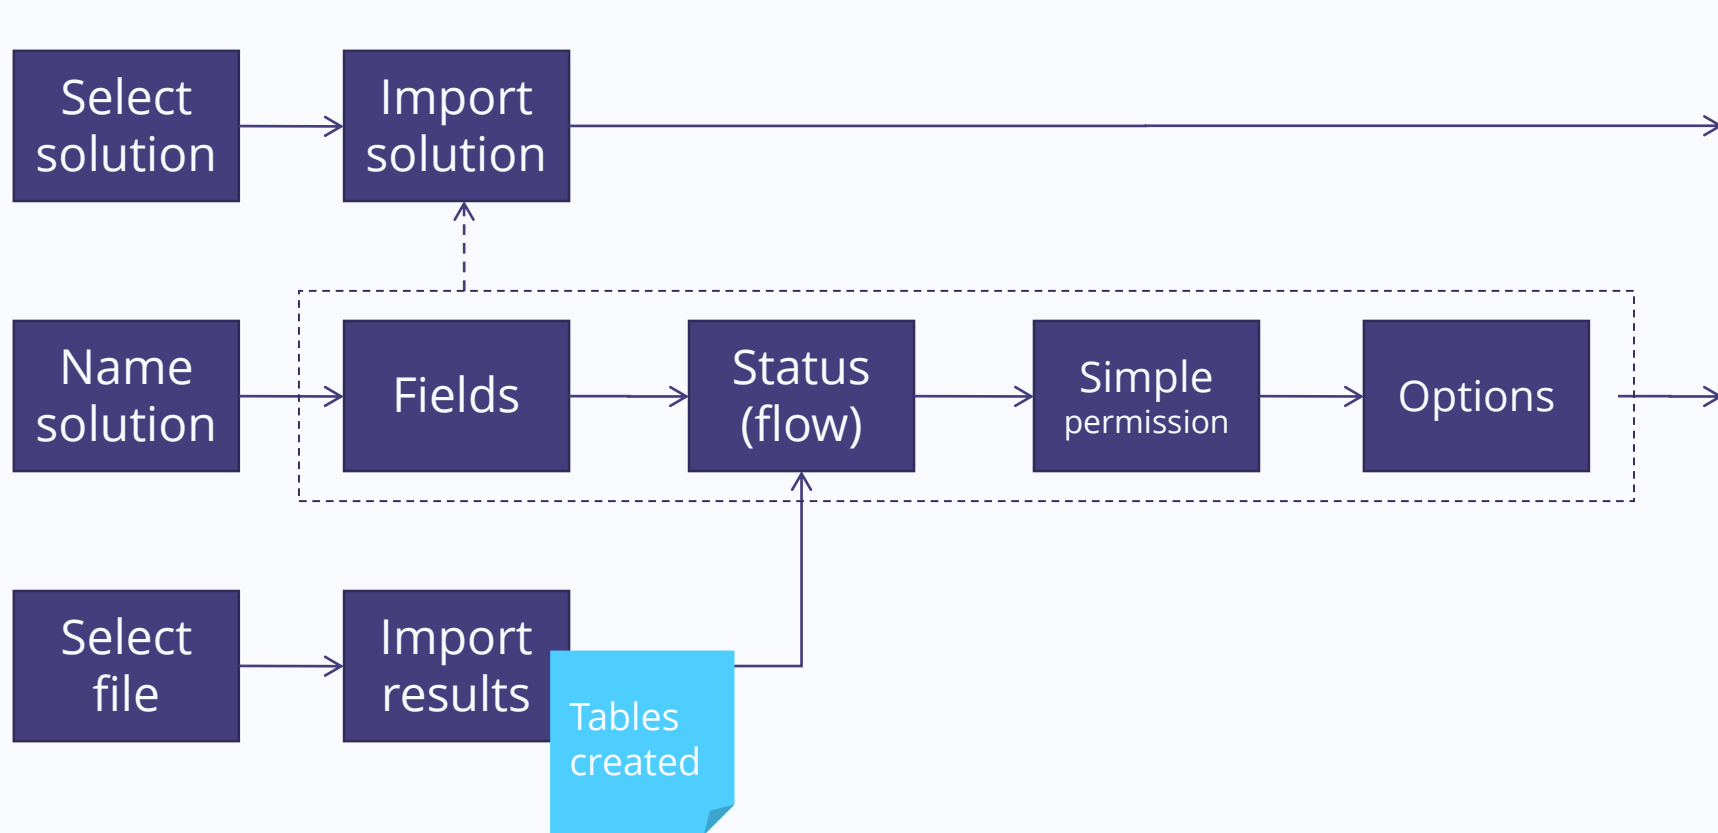 Select
solution
Import
solution
Name
solution
Fields
Status
(flow)
Simple
permission
Options
Select
file
Import
results
Tables
created